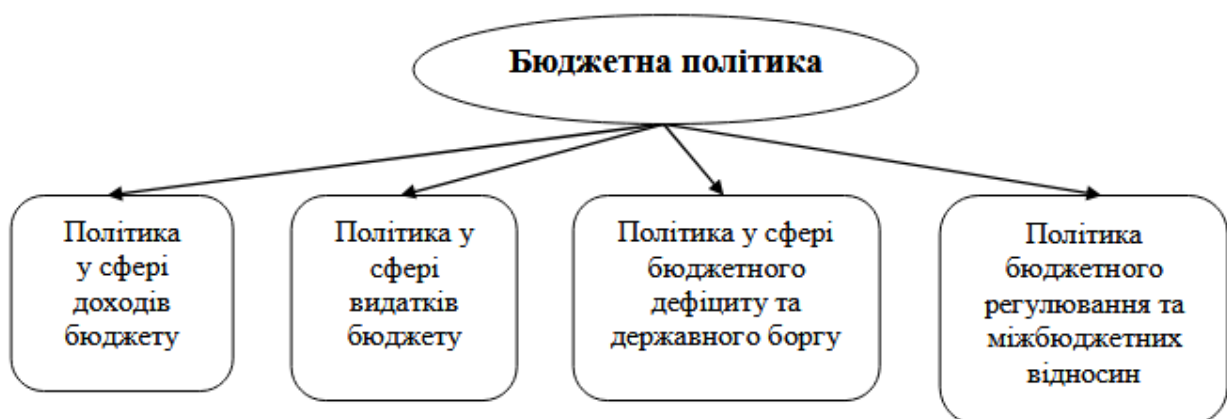 Бюджетна політика
Політика
у сфері
доходів
бюджету
Політика у
сфері
видатків
бюджету
Політика у сфері
бюджетного
дефіциту та
державного боргу
Політика
бюджетного
регулювання та
міжбюджетних
відносин